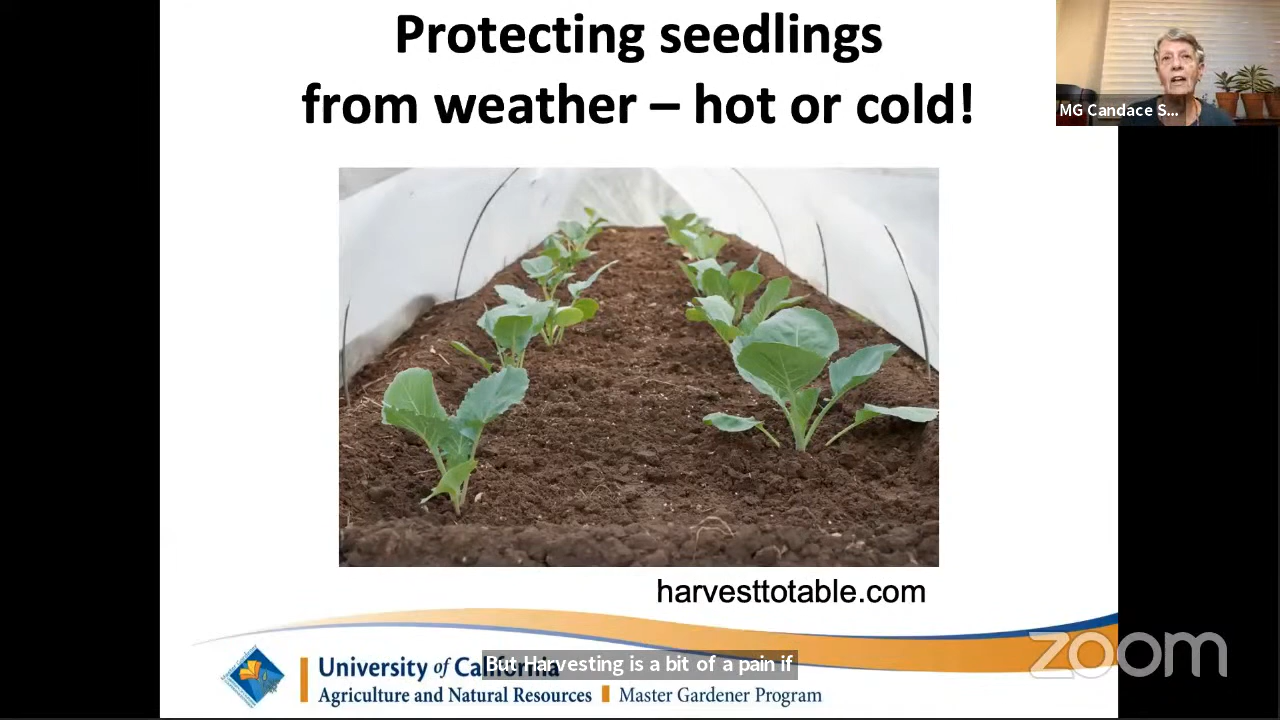 Protecting seedlings
from weather – hot or cold!
MG Candace S...
harvesttotable.com
zoom
University of California
But Harvesting is a bit of a pain if
Agriculture and Natural Resources Master Gardener Program